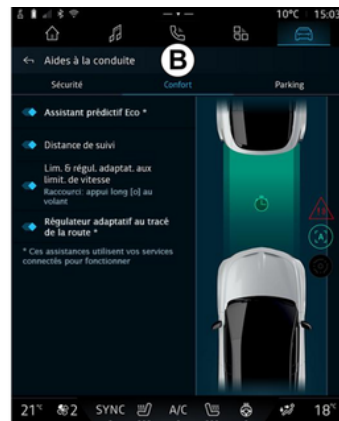 10°C 15:03
Aides à la conduite
B
Sécurité Confort Parking
Assistant prédictif Eco *
Distance de suivi
Lim. & régul. adaptat. aux
limit. de vitesse
Raccourci: appui long [o] au
volant
Régulateur adaptatif au tracé
de la route *
* Ces assistances utilisent vos services
connectés pour fonctionner
A
21°C 2 SYNC A/C 18°C